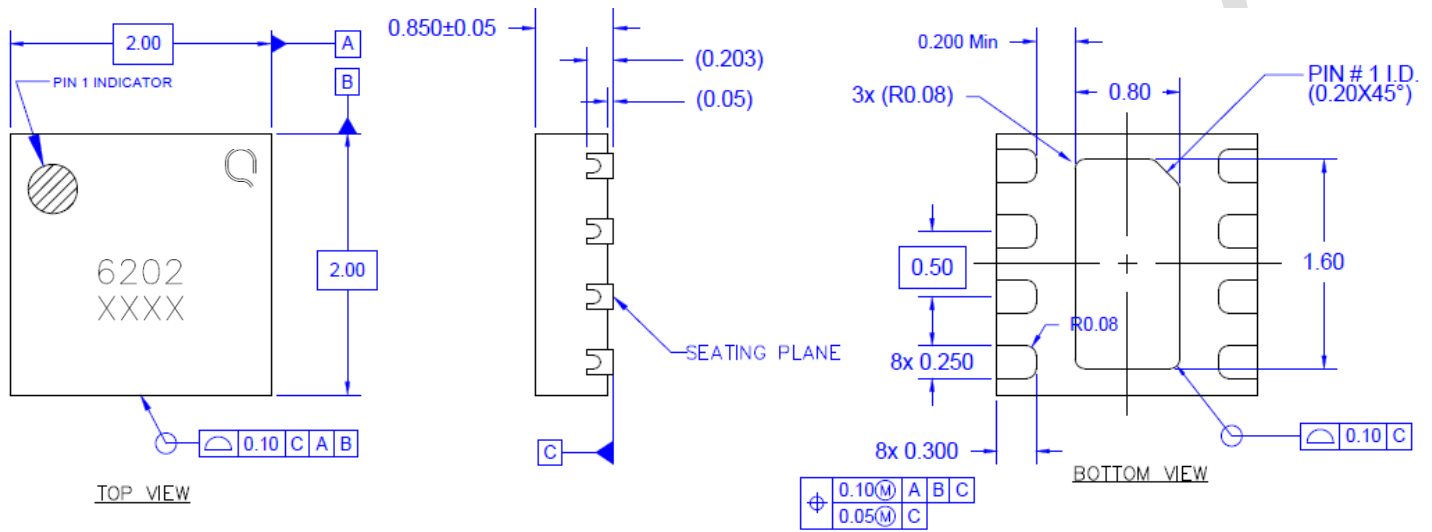 2.00
A
PIN 1 INDICATOR
B
6202
XXXX
2.00
0.10 C A B
TOP VIEW
0.850±0.05
(0.203)
(0.05)
SEATING PLANE
C
0.200 Min
0.80
PIN # 1 I.D.
(0.20X45°)
3x (R0.08)
0.50
1.60
R0.08
8x 0.250
8x 0.300
0.10Ⓜ A B C
0.05Ⓜ C
0.10 C
BOTTOM VIEW